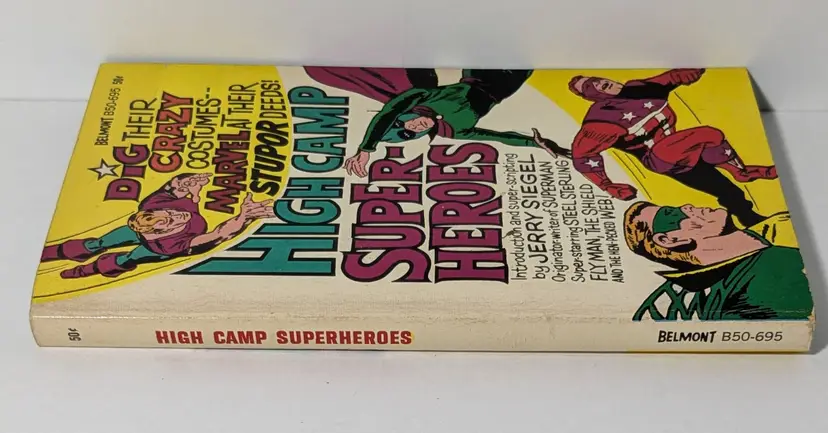 BELMONT B50-695 50¢
DIG THEIR
CRAZY
COSTUMES--
MARVEL AT THEIR
STUPOR DEEDS!
HIGH CAMP
SUPER-
HEROES
Introduction and super-scripting
by JERRY SIEGEL
Originator-writer of SUPERMAN
Super-starring STEEL STERLING
FLYMAN, THE SHIELD
AND THE WEB
50¢ HIGH CAMP SUPERHEROES BELMONT B50-695